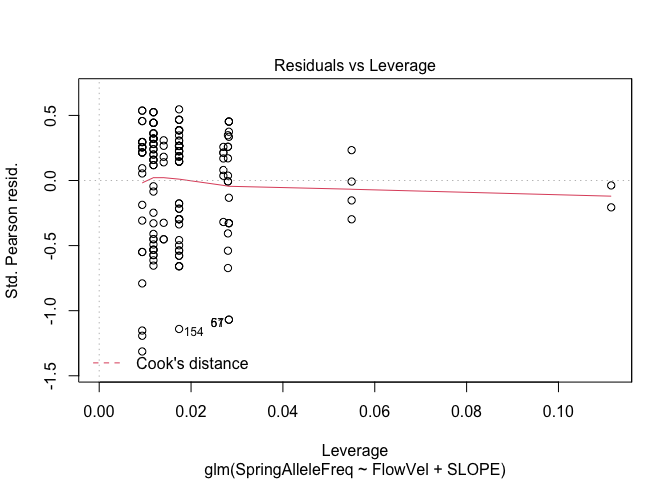 Residuals vs Leverage
Std. Pearson resid.
0.5
0.0
-0.5
-1.0
-1.5
154
Cook's distance
0.00
0.02
0.04
0.06
0.08
0.10
Leverage
glm(SpringAlleleFreq ~ FlowVel + SLOPE)